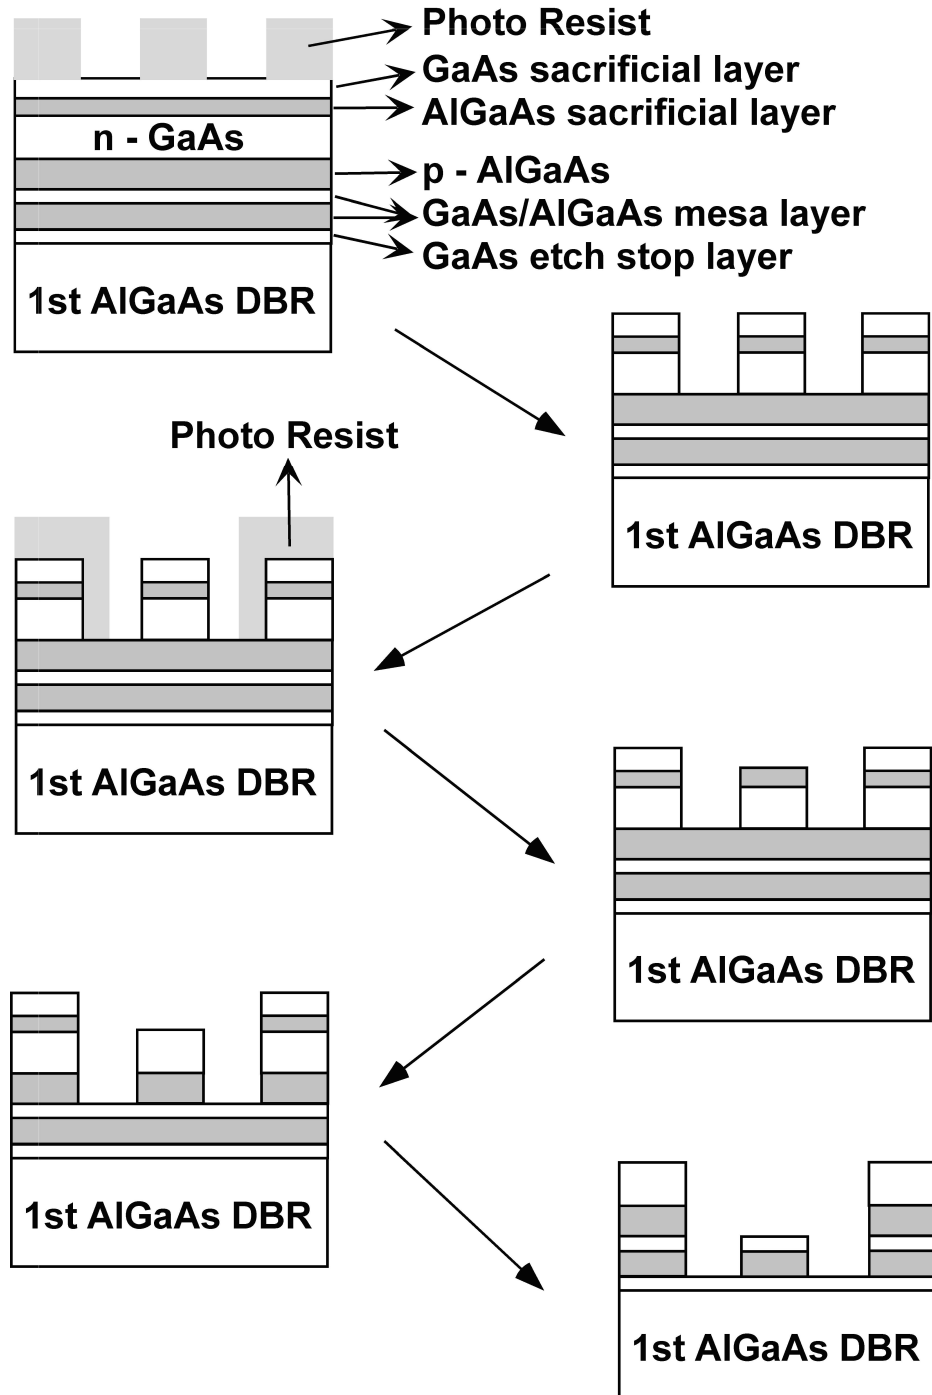 Photo Resist
GaAs sacrificial layer
AlGaAs sacrificial layer
n - GaAs
p - AlGaAs
GaAs/AlGaAs mesa layer
GaAs etch stop layer
1st AlGaAs DBR
Photo Resist
1st AlGaAs DBR
1st AlGaAs DBR
1st AlGaAs DBR
1st AlGaAs DBR
1st AlGaAs DBR